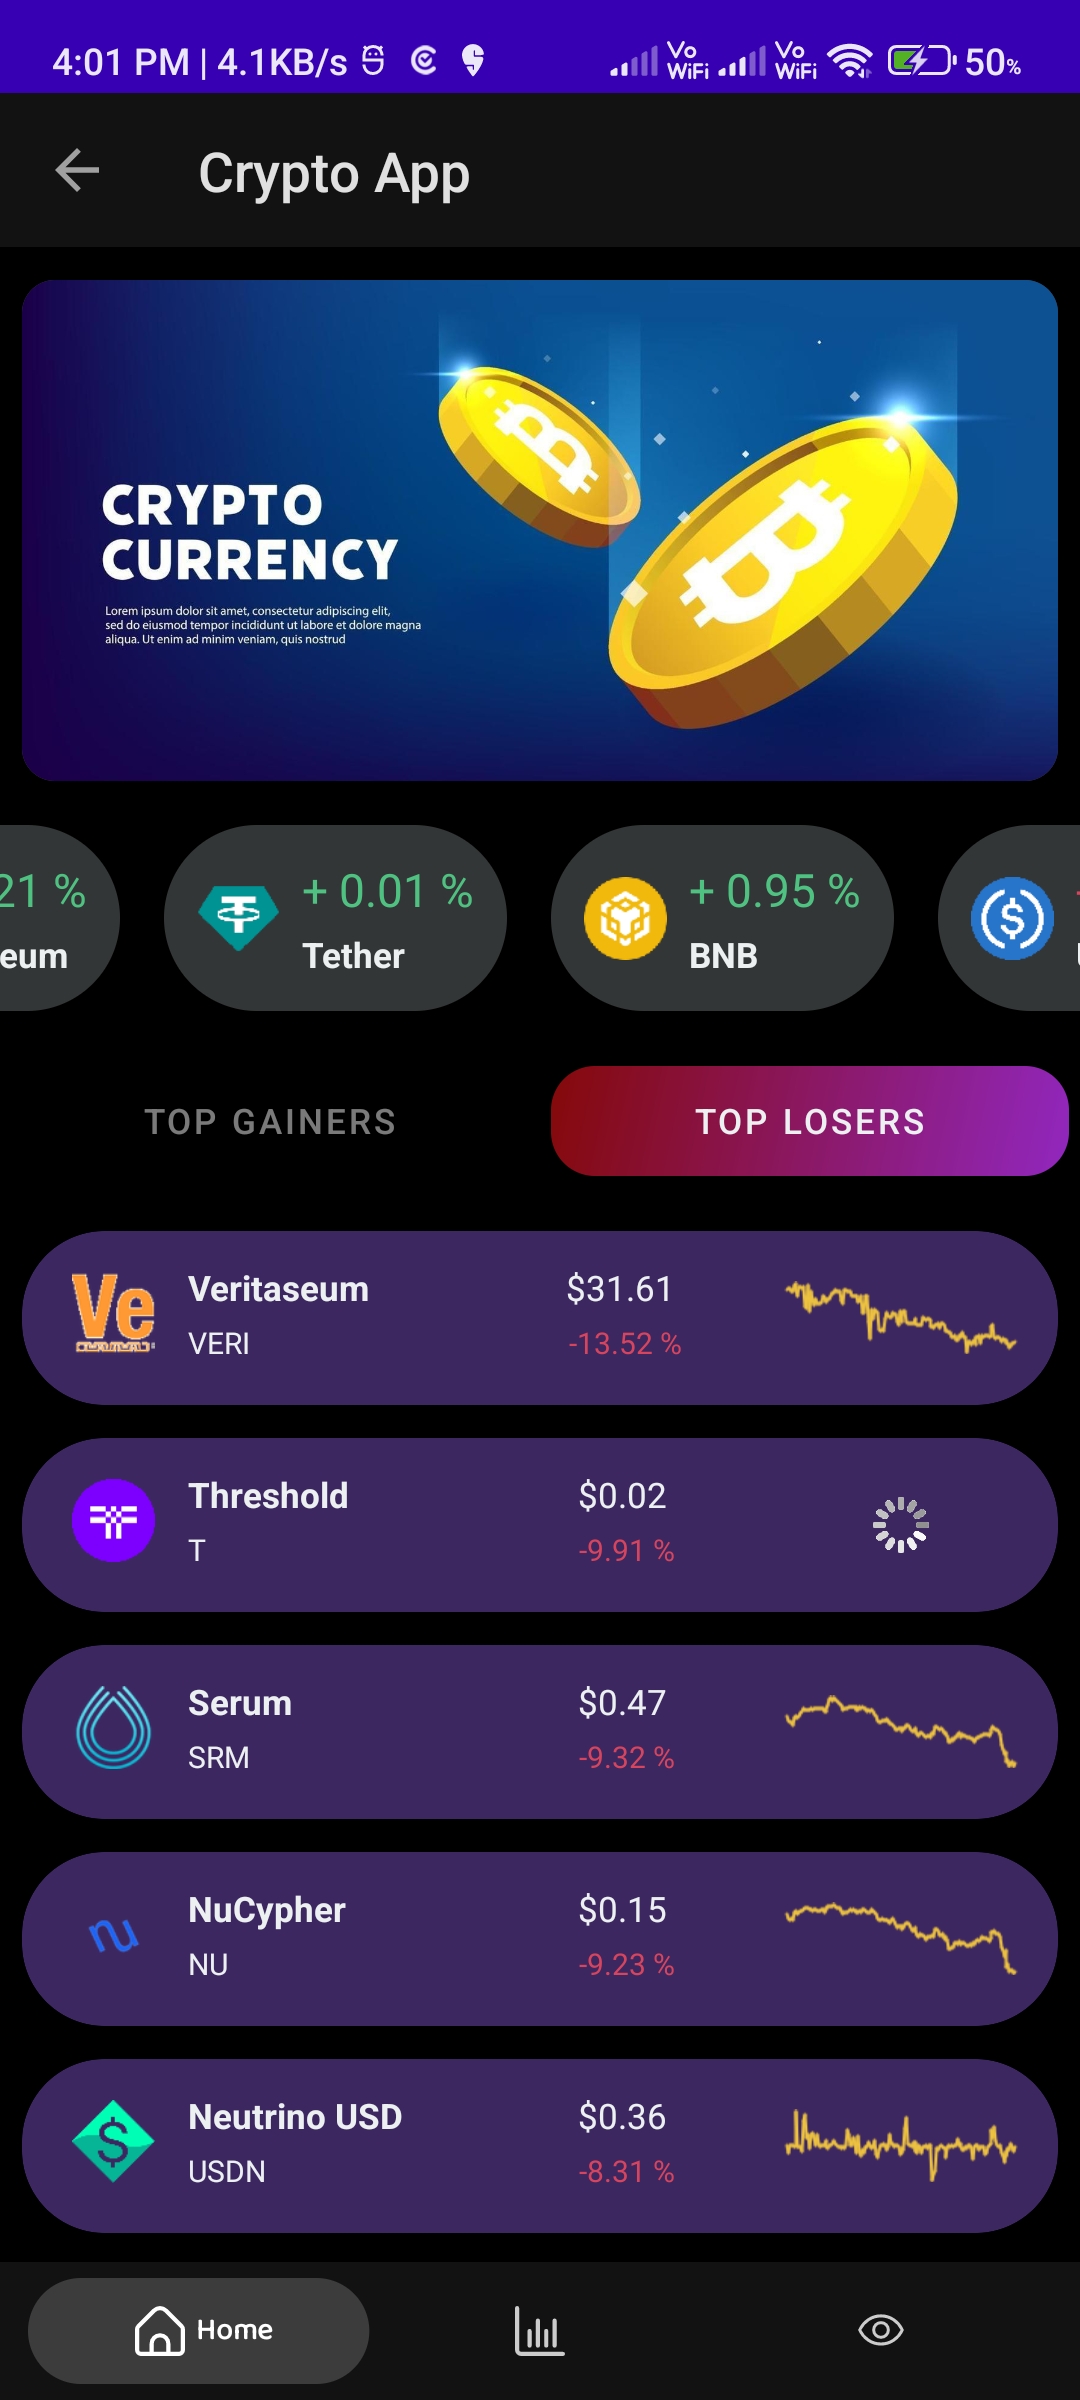 4:01 PM | 4.1KB/s Vo WiFi Vo WiFi 50%
Crypto App
CRYPTO
CURRENCY
Lorem ipsum dolor sit amet, consectetur adipiscing elit,
sed do eiusmod tempor incididunt ut labore et dolore magna
aliqua. Ut enim ad minim veniam, quis nostrud
21 % + 0.01 % + 0.95 %
eum Tether BNB
TOP GAINERS TOP LOSERS
Ve
Veritaseum $31.61
VERI -13.52 %
Threshold $0.02
T -9.91 %
Serum $0.47
SRM -9.32 %
NuCypher $0.15
NU -9.23 %
Neutrino USD $0.36
USDN -8.31 %
Home